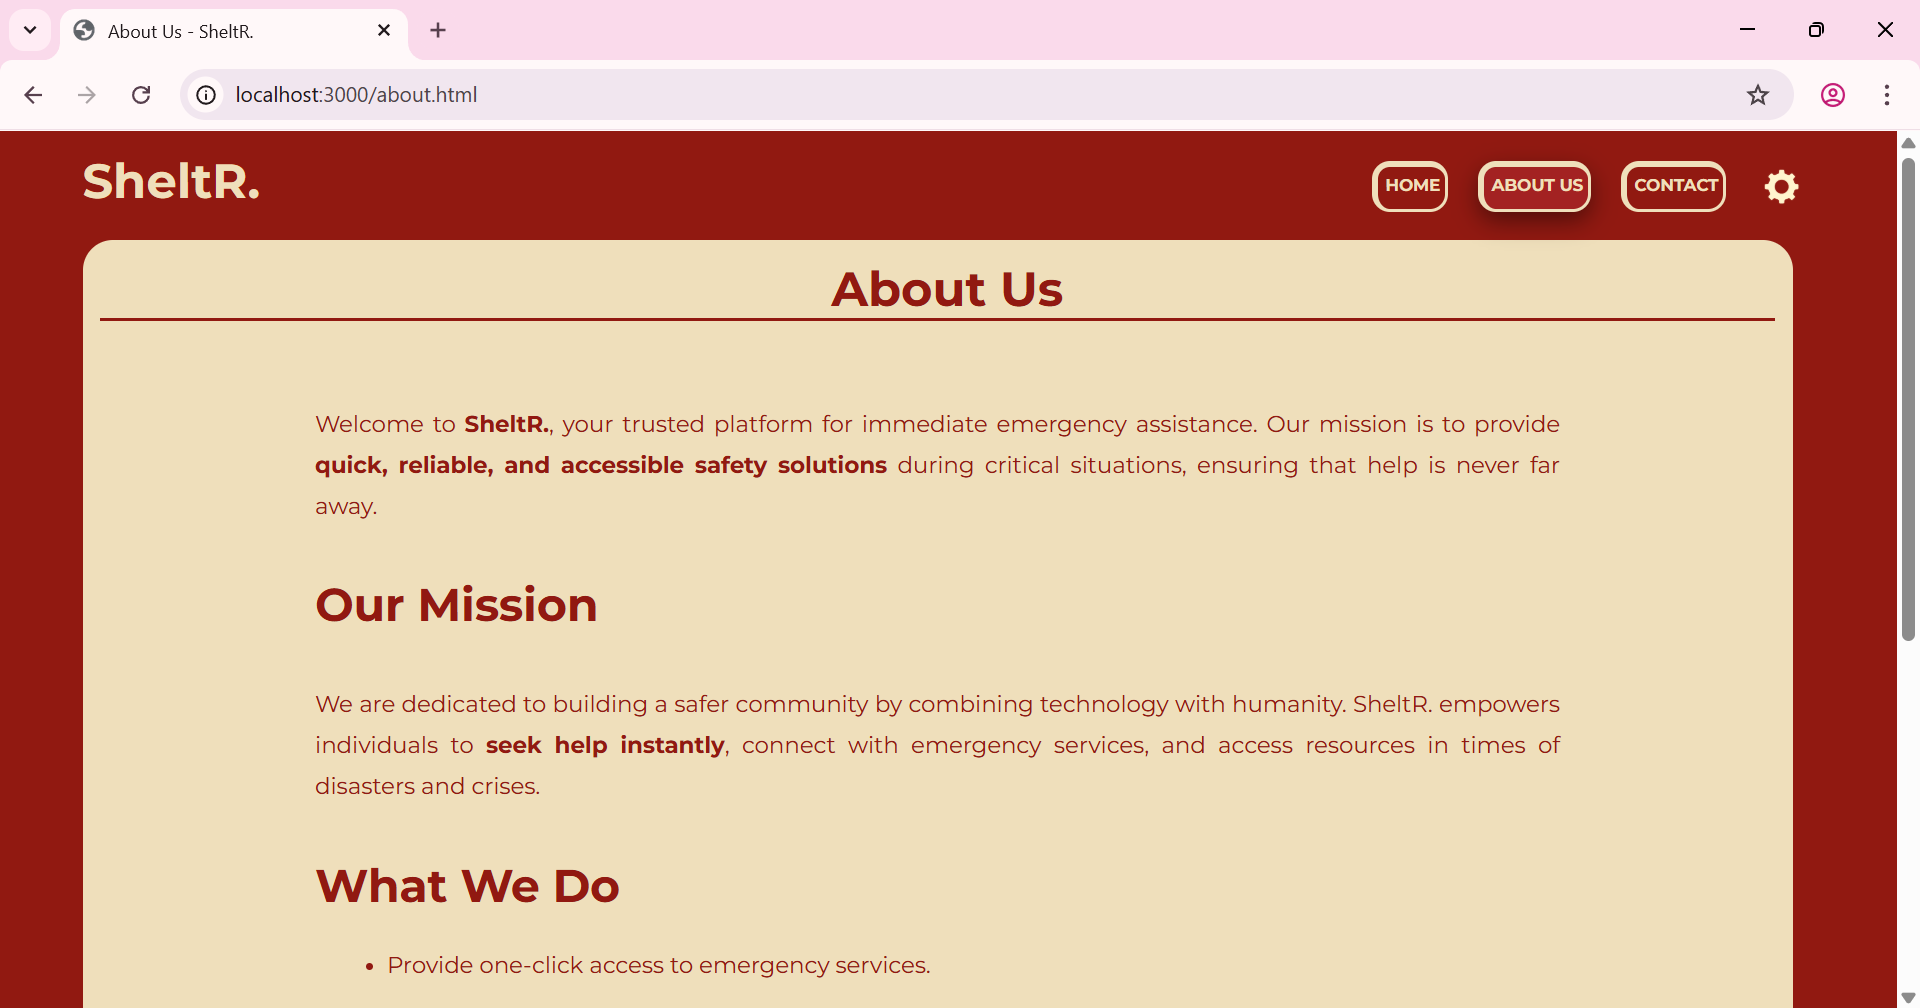 About Us - SheltR.
localhost:3000/about.html
SheltR.
HOME
ABOUT US
CONTACT
About Us
Welcome to SheltR., your trusted platform for immediate emergency assistance. Our mission is to provide
quick, reliable, and accessible safety solutions during critical situations, ensuring that help is never far
away.
Our Mission
We are dedicated to building a safer community by combining technology with humanity. SheltR. empowers
individuals to seek help instantly, connect with emergency services, and access resources in times of
disasters and crises.
What We Do
• Provide one-click access to emergency services.